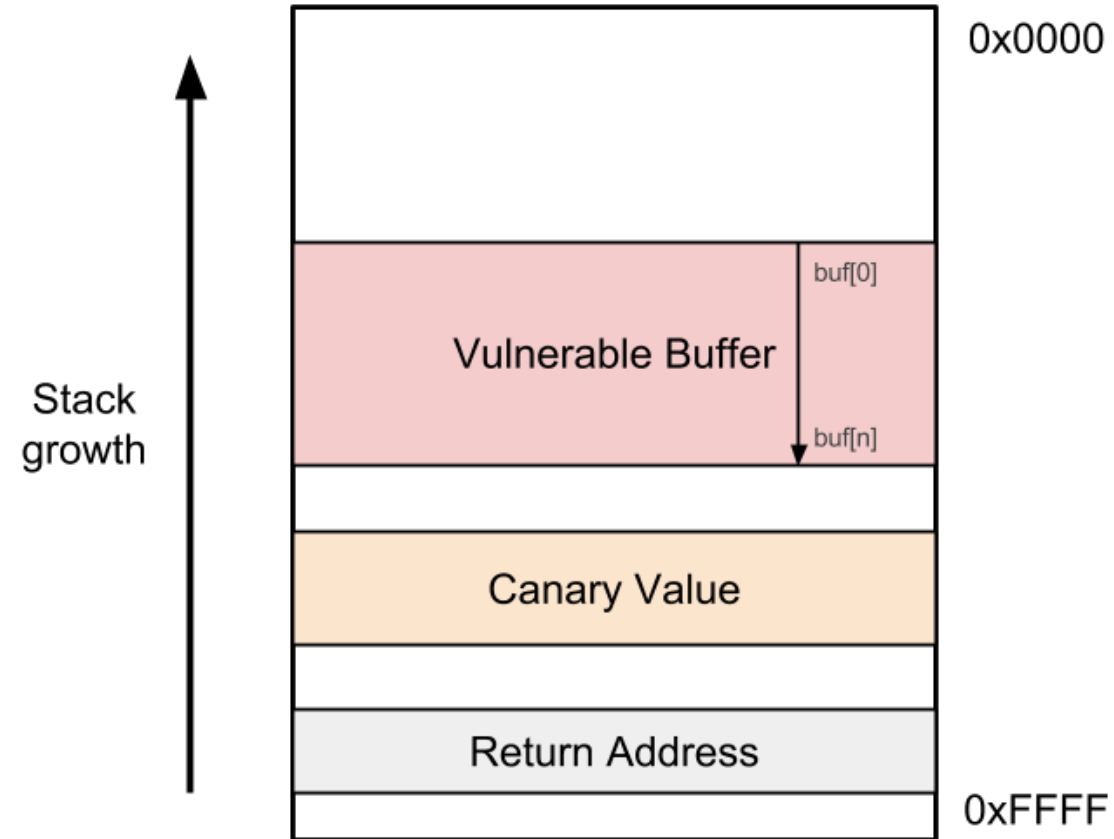 0x0000
buf[0]
Vulnerable Buffer
Stack
growth
buf[n]
Canary Value
Return Address
0xFFFF